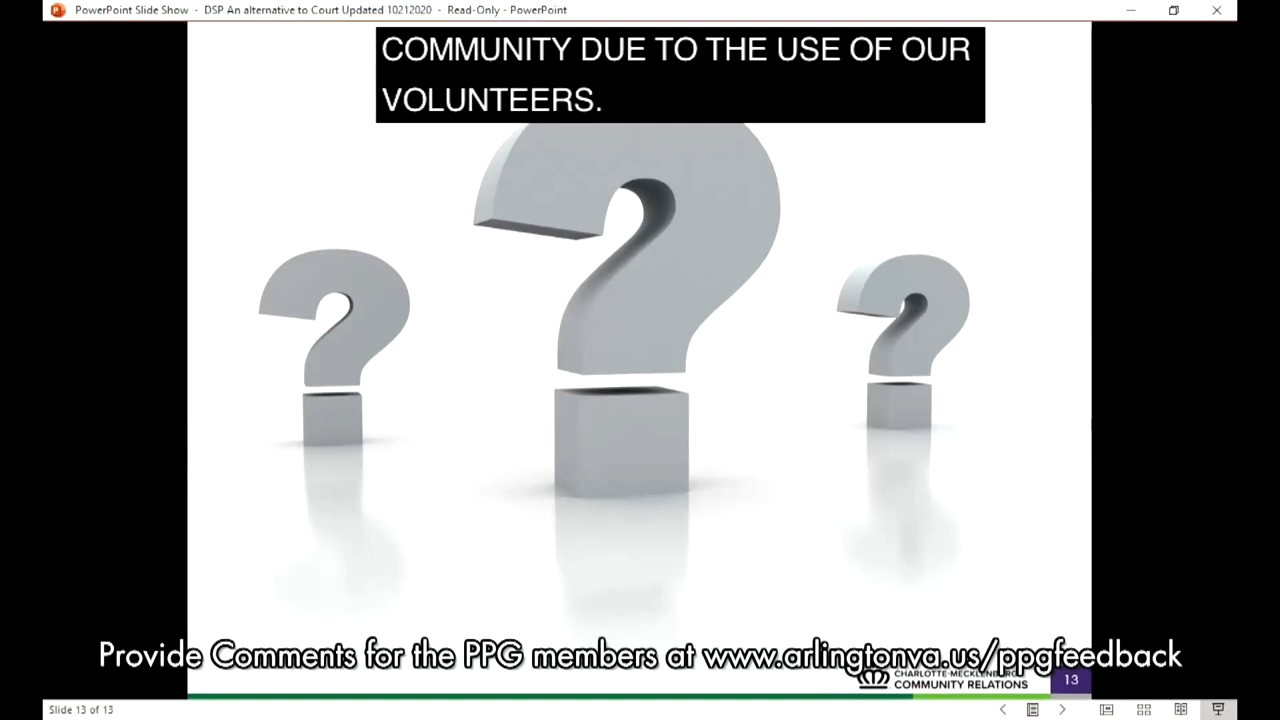 PowerPoint Slide Show - DSP An alternative to Court Updated 10212020 - Read-Only - PowerPoint
COMMUNITY DUE TO THE USE OF OUR
VOLUNTEERS.
Provide Comments for the PPG members at www.arlingtonva.us/ppgfeedback
CHARLOTTE-MECKLENBURG
COMMUNITY RELATIONS
13
Slide 13 of 13